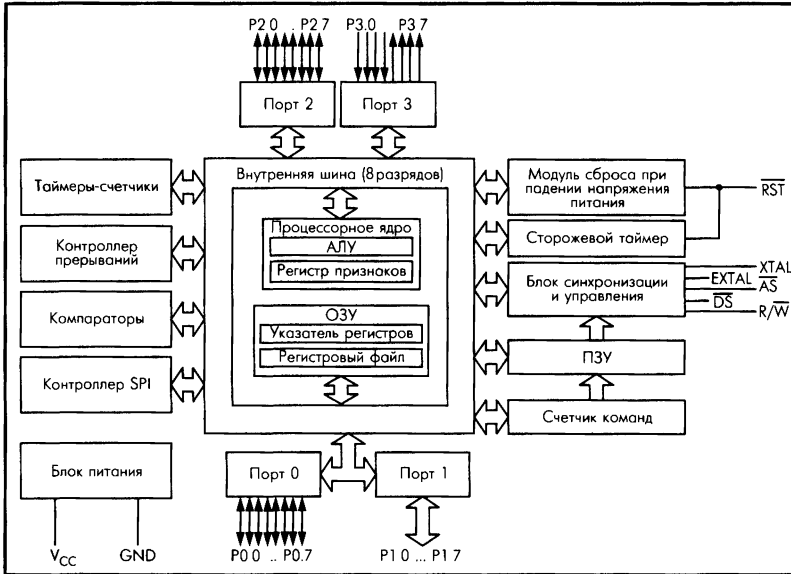 P2 0 . P2 7
P3.0 P3 7
Порт 2
Порт 3
Таймеры-счетчики
Контроллер
прерываний
Компараторы
Контроллер SPI
Блок питания
VCC
GND
Внутренняя шина (8 разрядов)
Процессорное ядро
АЛУ
Регистр признаков
ОЗУ
Указатель регистров
Регистровый файл
Модуль сброса при
падении напряжения
питания
RST
Сторожевой таймер
Блок синхронизации
и управления
XTAL
EXTAL
AS
DS
R/W
ПЗУ
Счетчик команд
Порт 0
Порт 1
P0 0 .. P0.7
P1 0 ... P1 7